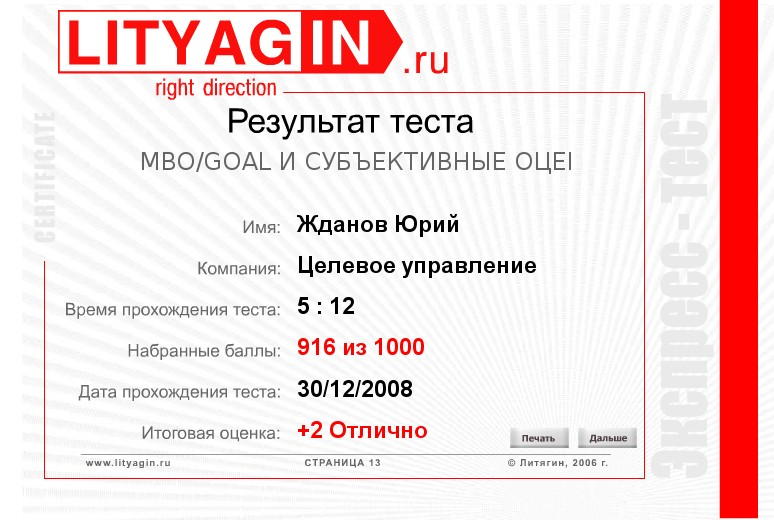 LITYAGIN.ru
right direction
Результат теста
MBO/GOAL И СУБЪЕКТИВНЫЕ ОЦЕ
CERTIFICATE
Экспресс - тест
Имя: Жданов Юрий
Компания: Целевое управление
Время прохождения теста: 5 : 12
Набранные баллы: 916 из 1000
Дата прохождения теста: 30/12/2008
Итоговая оценка: +2 Отлично
Печать Дальше
www.lityagin.ru СТРАНИЦА 13 © Литягин, 2006 г.